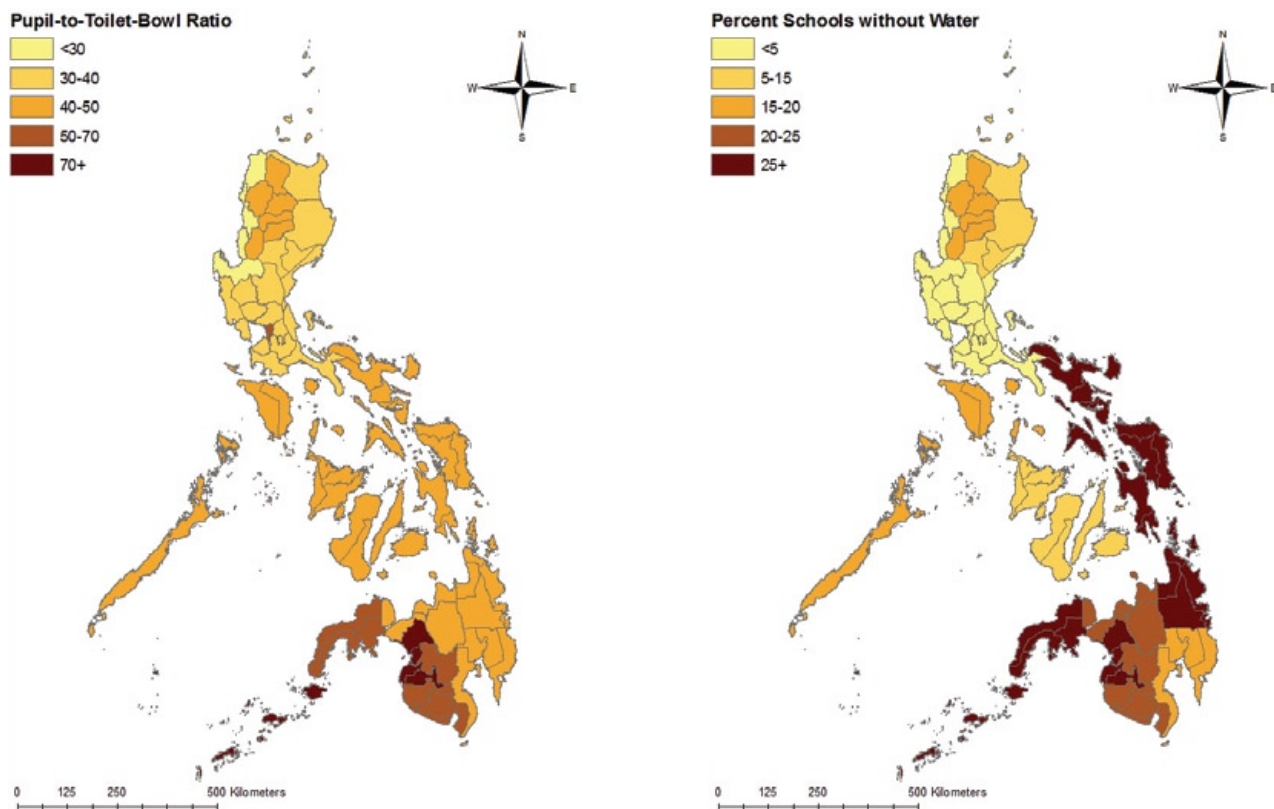 Pupil-to-Toilet-Bowl Ratio
<30
30-40
40-50
50-70
70+
N
W E
S
0 125 250 500 Kilometers
Percent Schools without Water
<5
5-15
15-20
20-25
25+
N
W E
S
0 125 250 500 Kilometers